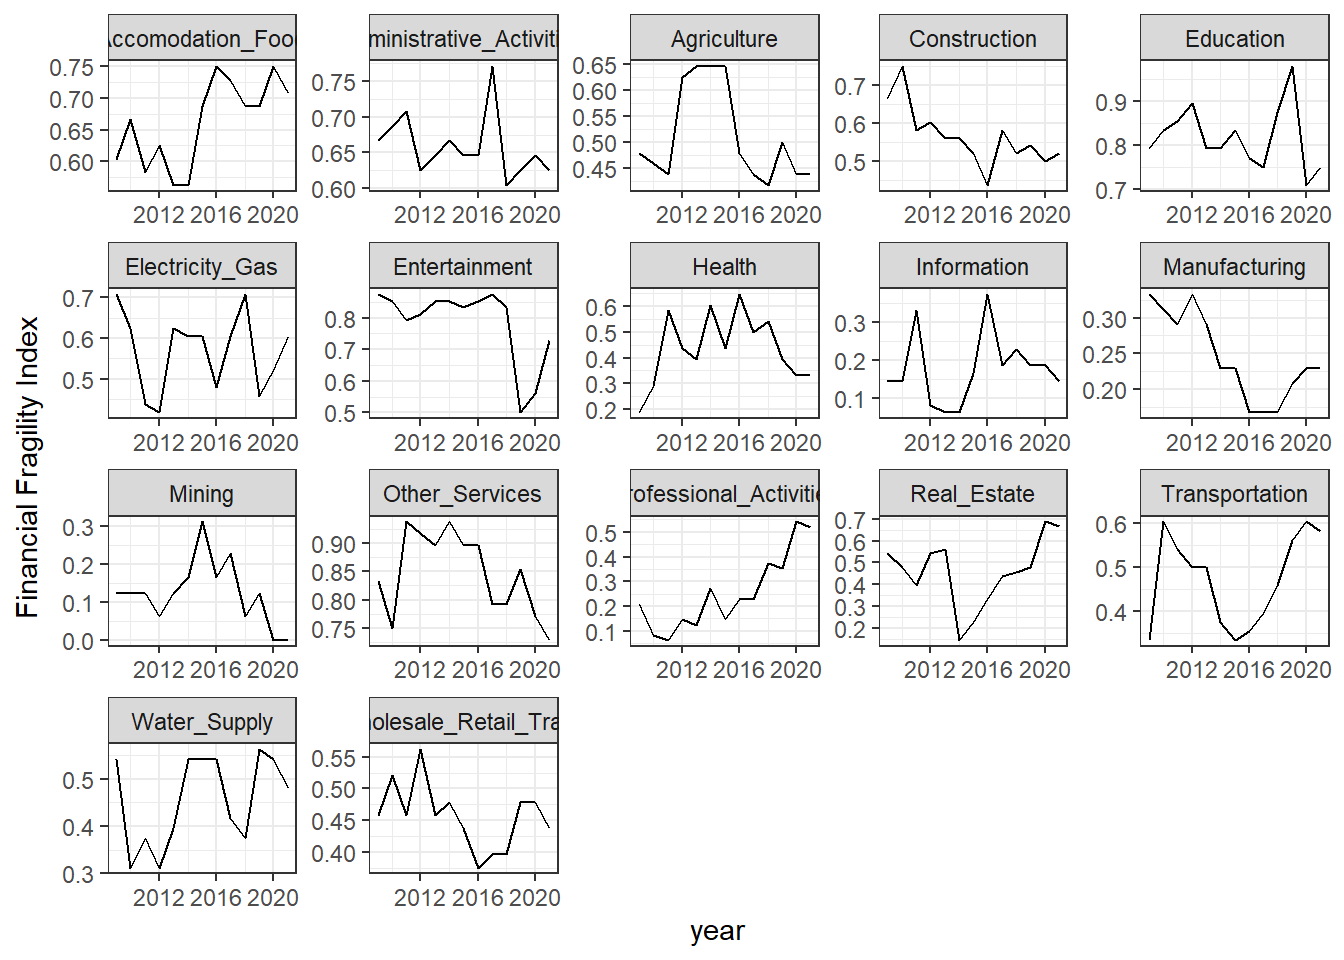 Accomodation_Food
ministrative_Activiti
Agriculture
Construction
Education
0.75
0.70
0.65
0.60
0.75
0.70
0.65
0.60
0.65
0.60
0.55
0.50
0.45
0.7
0.6
0.5
0.9
0.8
0.7
2012 2016 2020
2012 2016 2020
2012 2016 2020
2012 2016 2020
2012 2016 2020
Electricity_Gas
Entertainment
Health
Information
Manufacturing
0.7
0.6
0.5
0.8
0.7
0.6
0.5
0.6
0.5
0.4
0.3
0.2
0.3
0.2
0.1
0.30
0.25
0.20
2012 2016 2020
2012 2016 2020
2012 2016 2020
2012 2016 2020
2012 2016 2020
Financial Fragility Index
Mining
Other_Services
rofessional_Activitie
Real_Estate
Transportation
0.3
0.2
0.1
0.0
0.90
0.85
0.80
0.75
0.5
0.4
0.3
0.2
0.1
0.7
0.6
0.5
0.4
0.3
0.2
0.6
0.5
0.4
2012 2016 2020
2012 2016 2020
2012 2016 2020
2012 2016 2020
2012 2016 2020
Water_Supply
holesale_Retail_Tra
0.5
0.4
0.3
0.55
0.50
0.45
0.40
2012 2016 2020
2012 2016 2020
year